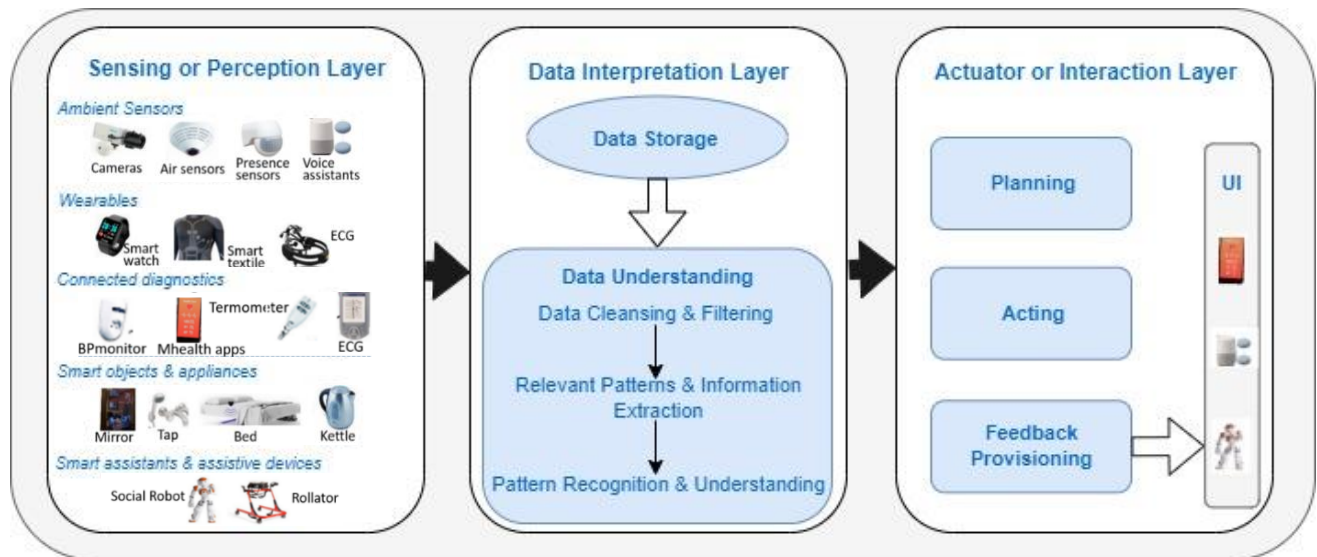 Sensing or Perception Layer
Ambient Sensors
Cameras
Air sensors
Presence
sensors
Voice
assistants
Wearables
Smart
watch
Smart
textile
ECG
Connected diagnostics
BPmonitor
Mhealth apps
Termometer
ECG
Smart objects & appliances
Mirror
Tap
Bed
Kettle
Smart assistants & assistive devices
Social Robot
Rollator
Data Interpretation Layer
Data Storage
Data Understanding
Data Cleansing & Filtering
Relevant Patterns & Information
Extraction
Pattern Recognition & Understanding
Actuator or Interaction Layer
Planning
Acting
Feedback
Provisioning
UI